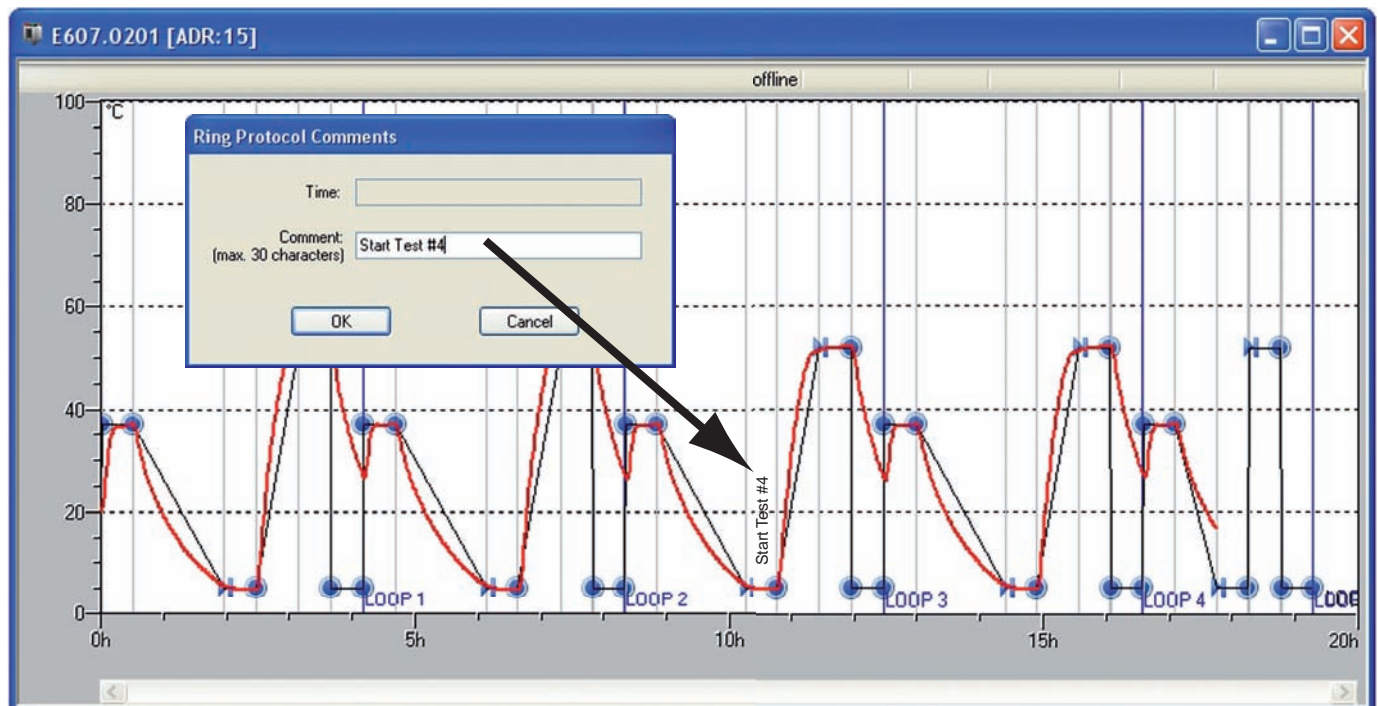 E607.0201 [ADR:15]
offline
100
°C
Ring Protocol Comments
Time:
80
Comment:
(max. 30 characters)
Start Test #4
60
OK
Cancel
40
20
Start Test #4
0
LOOP 1
LOOP 2
LOOP 3
LOOP 4
0h
5h
10h
15h
20h